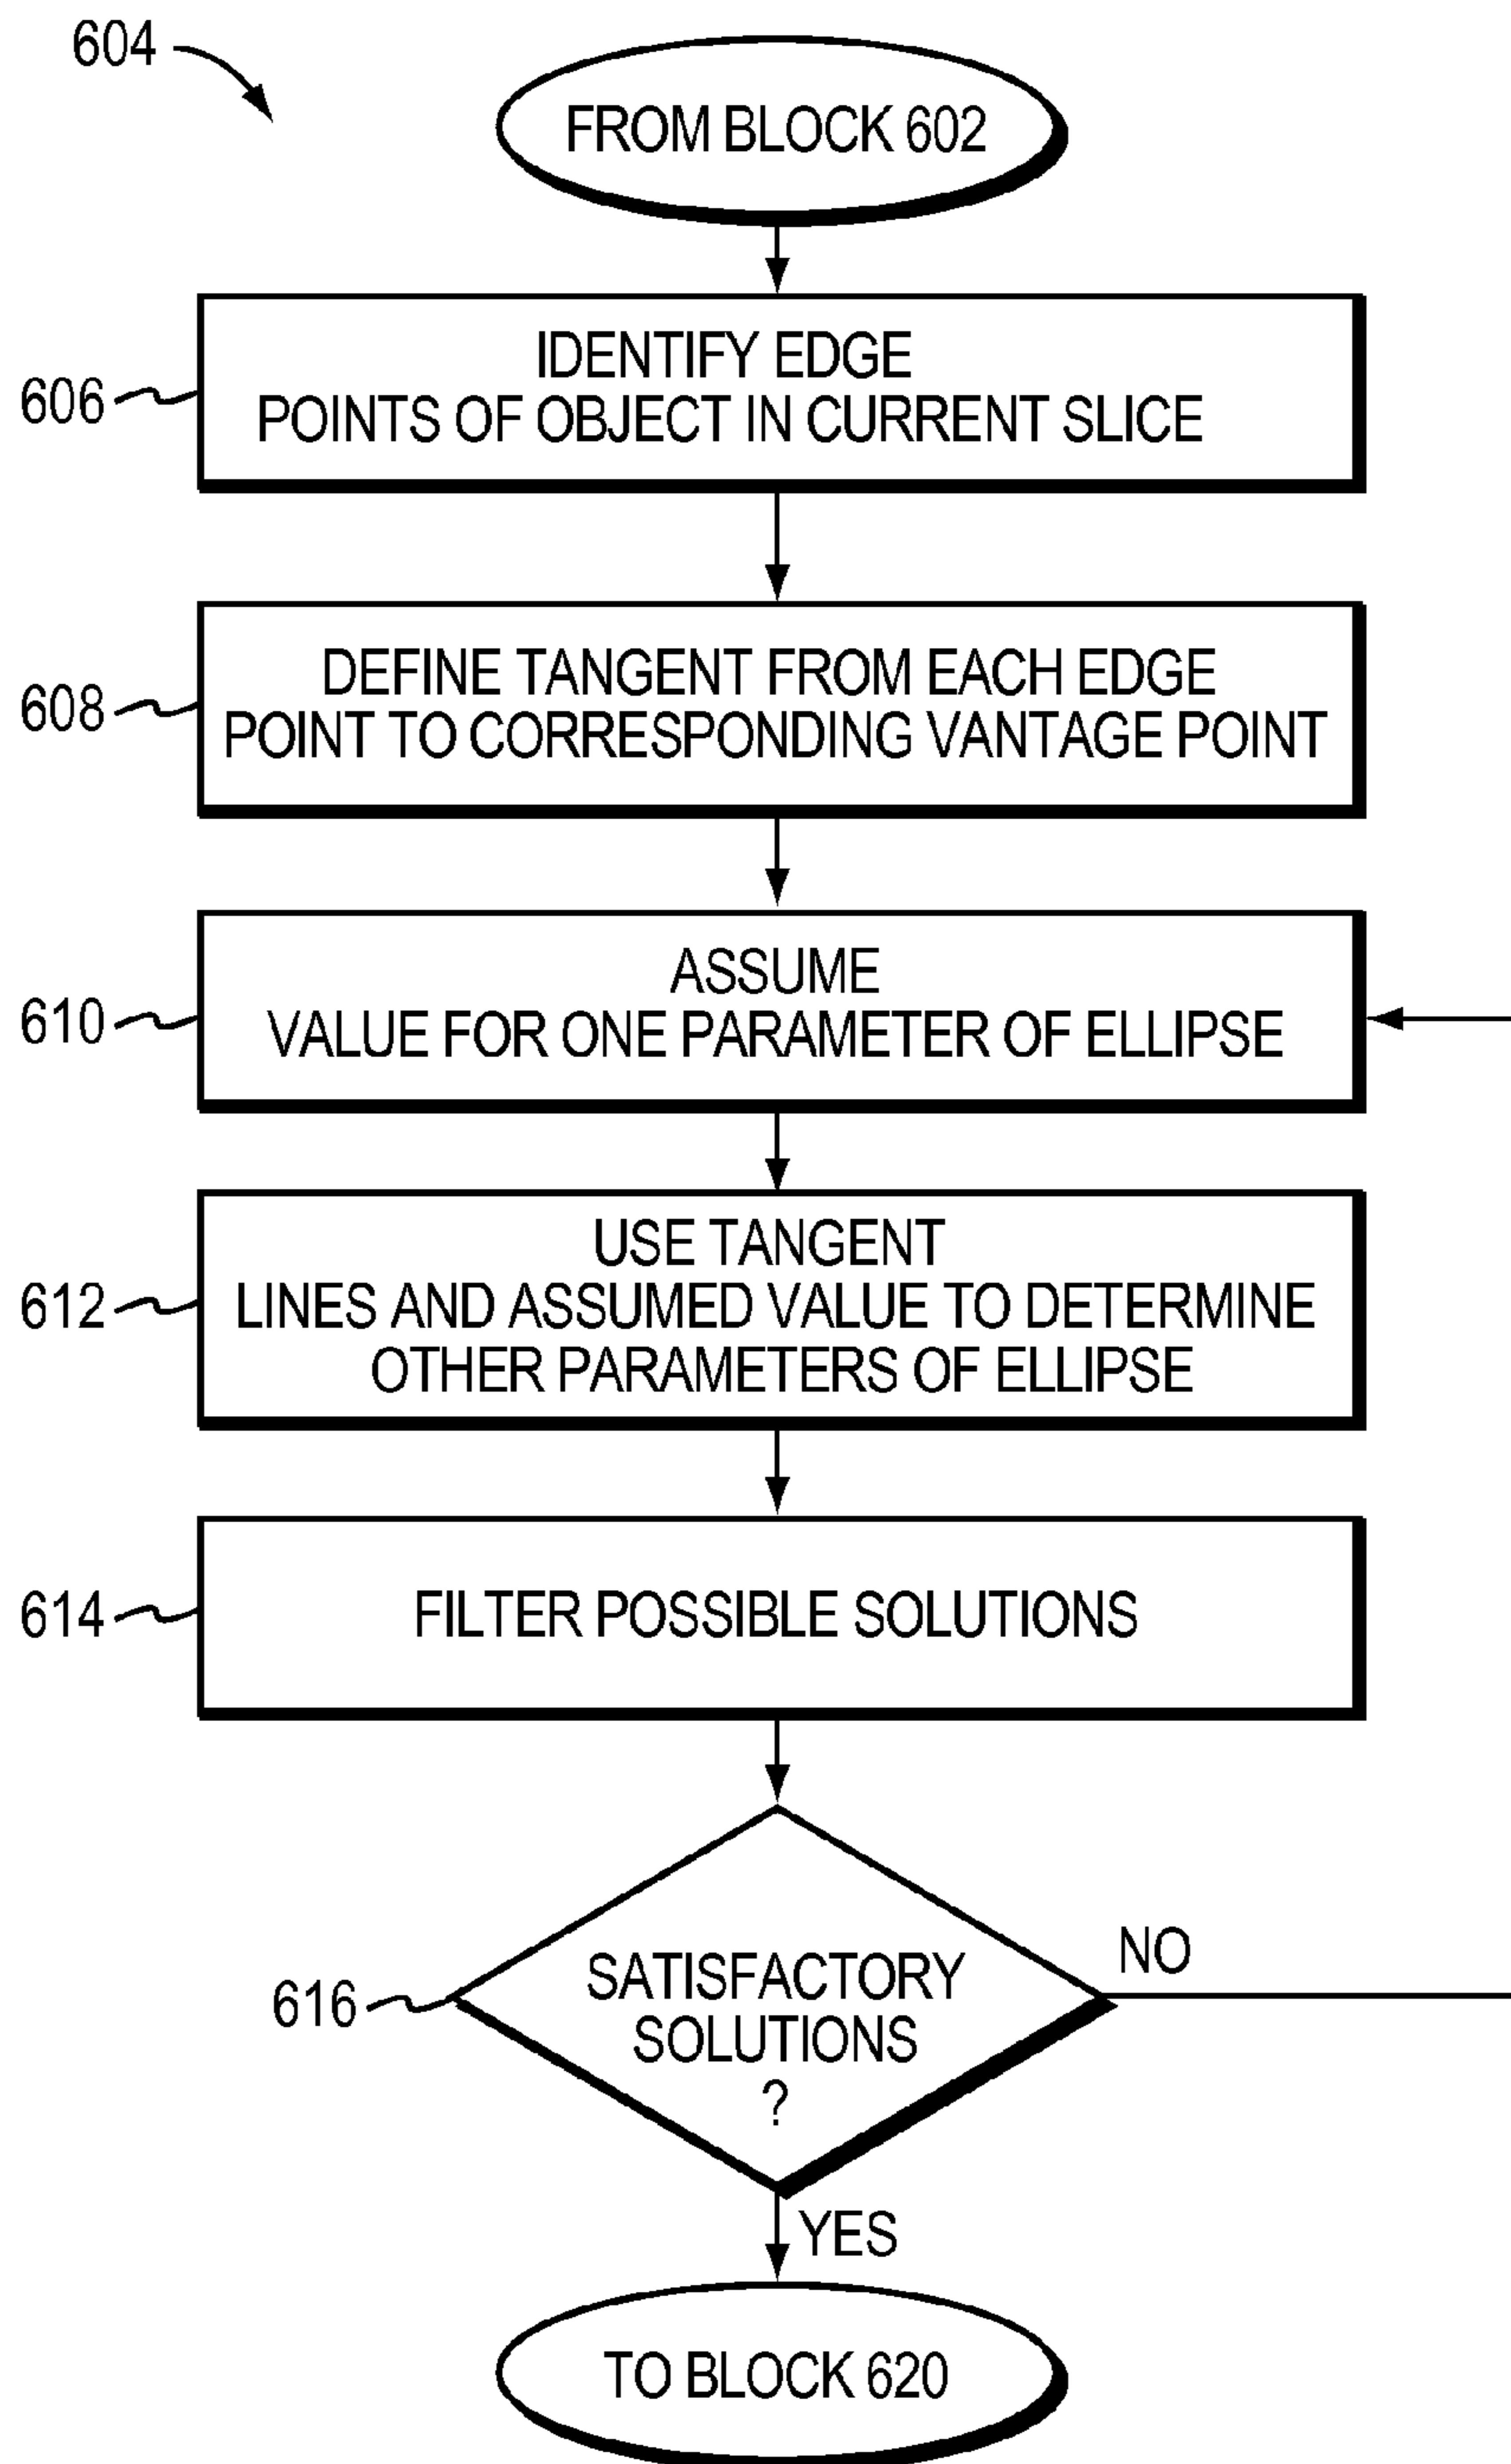 604
FROM BLOCK 602
IDENTIFY EDGE
606
POINTS OF OBJECT IN CURRENT SLICE
DEFINE TANGENT FROM EACH EDGE
608
POINT TO CORRESPONDING VANTAGE POINT
ASSUME
610
VALUE FOR ONE PARAMETER OF ELLIPSE
USE TANGENT
612
LINES AND ASSUMED VALUE TO DETERMINE
OTHER PARAMETERS OF ELLIPSE
614
FILTER POSSIBLE SOLUTIONS
NO
616
SATISFACTORY
SOLUTIONS
?
YES
TO BLOCK 620